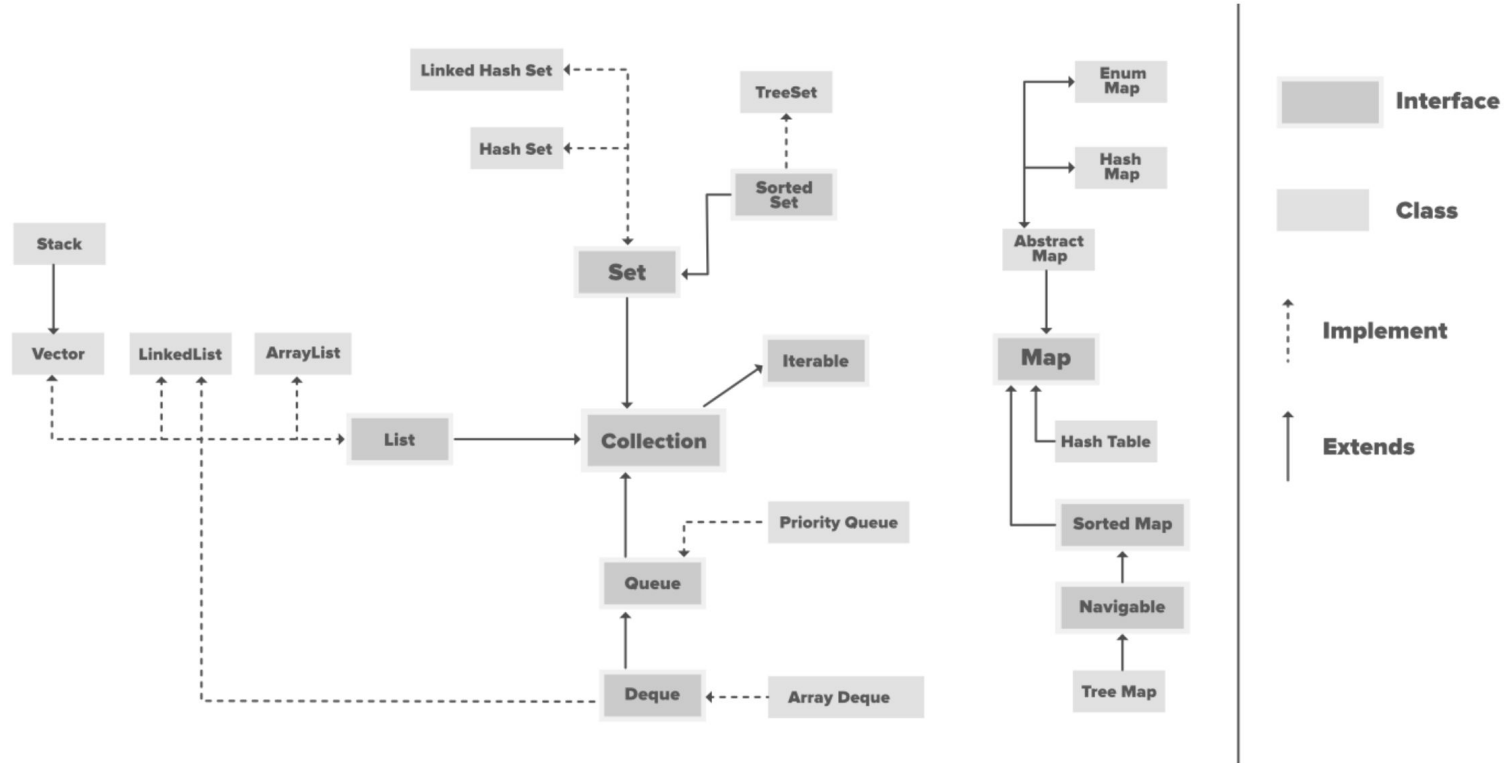 Linked Hash Set
Hash Set
TreeSet
Sorted
Set
Set
Stack
Vector
LinkedList
ArrayList
List
Collection
Iterable
Priority Queue
Queue
Deque
Array Deque
Enum
Map
Hash
Map
Abstract
Map
Map
Hash Table
Sorted Map
Navigable
Tree Map
Interface
Class
Implement
Extends